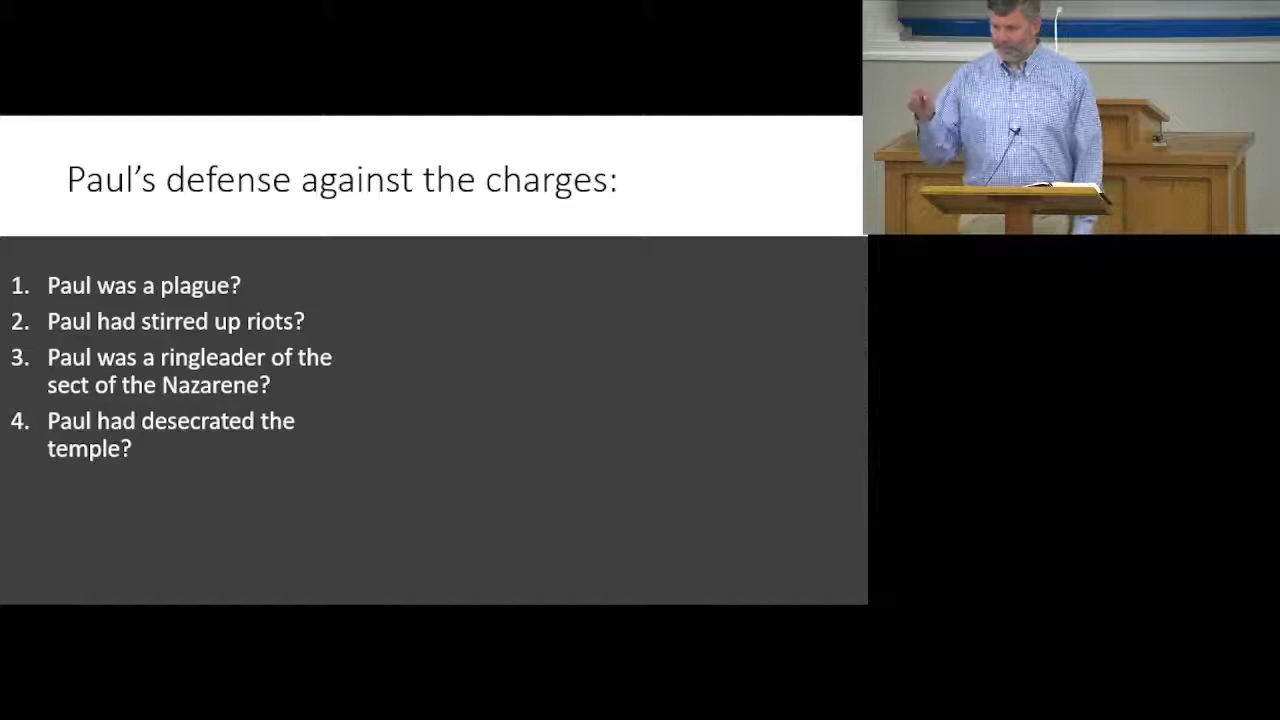 Paul’s defense against the charges:
1. Paul was a plague?
2. Paul had stirred up riots?
3. Paul was a ringleader of the
sect of the Nazarene?
4. Paul had desecrated the
temple?